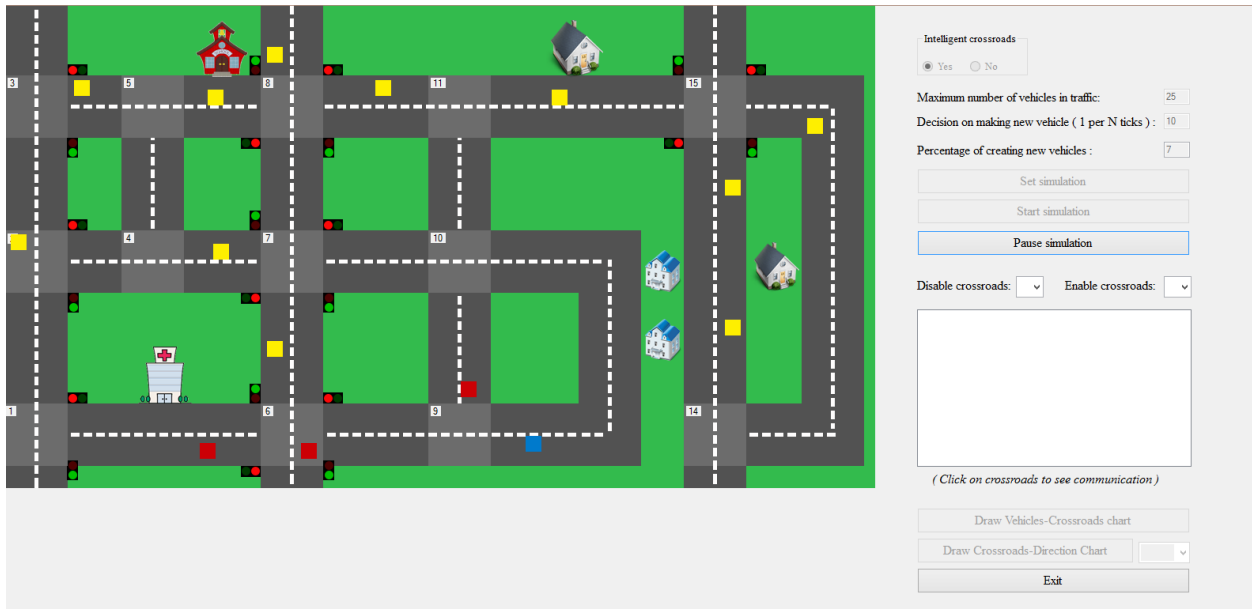 3
5
8
11
15
4
7
10
1
6
9
14
Intelligent crossroads
Yes No
Maximum number of vehicles in traffic: 25
Decision on making new vehicle ( 1 per N ticks ) : 10
Percentage of creating new vehicles : 7
Set simulation
Start simulation
Pause simulation
Disable crossroads: Enable crossroads:
( Click on crossroads to see communication )
Draw Vehicles-Crossroads chart
Draw Crossroads-Direction Chart
Exit